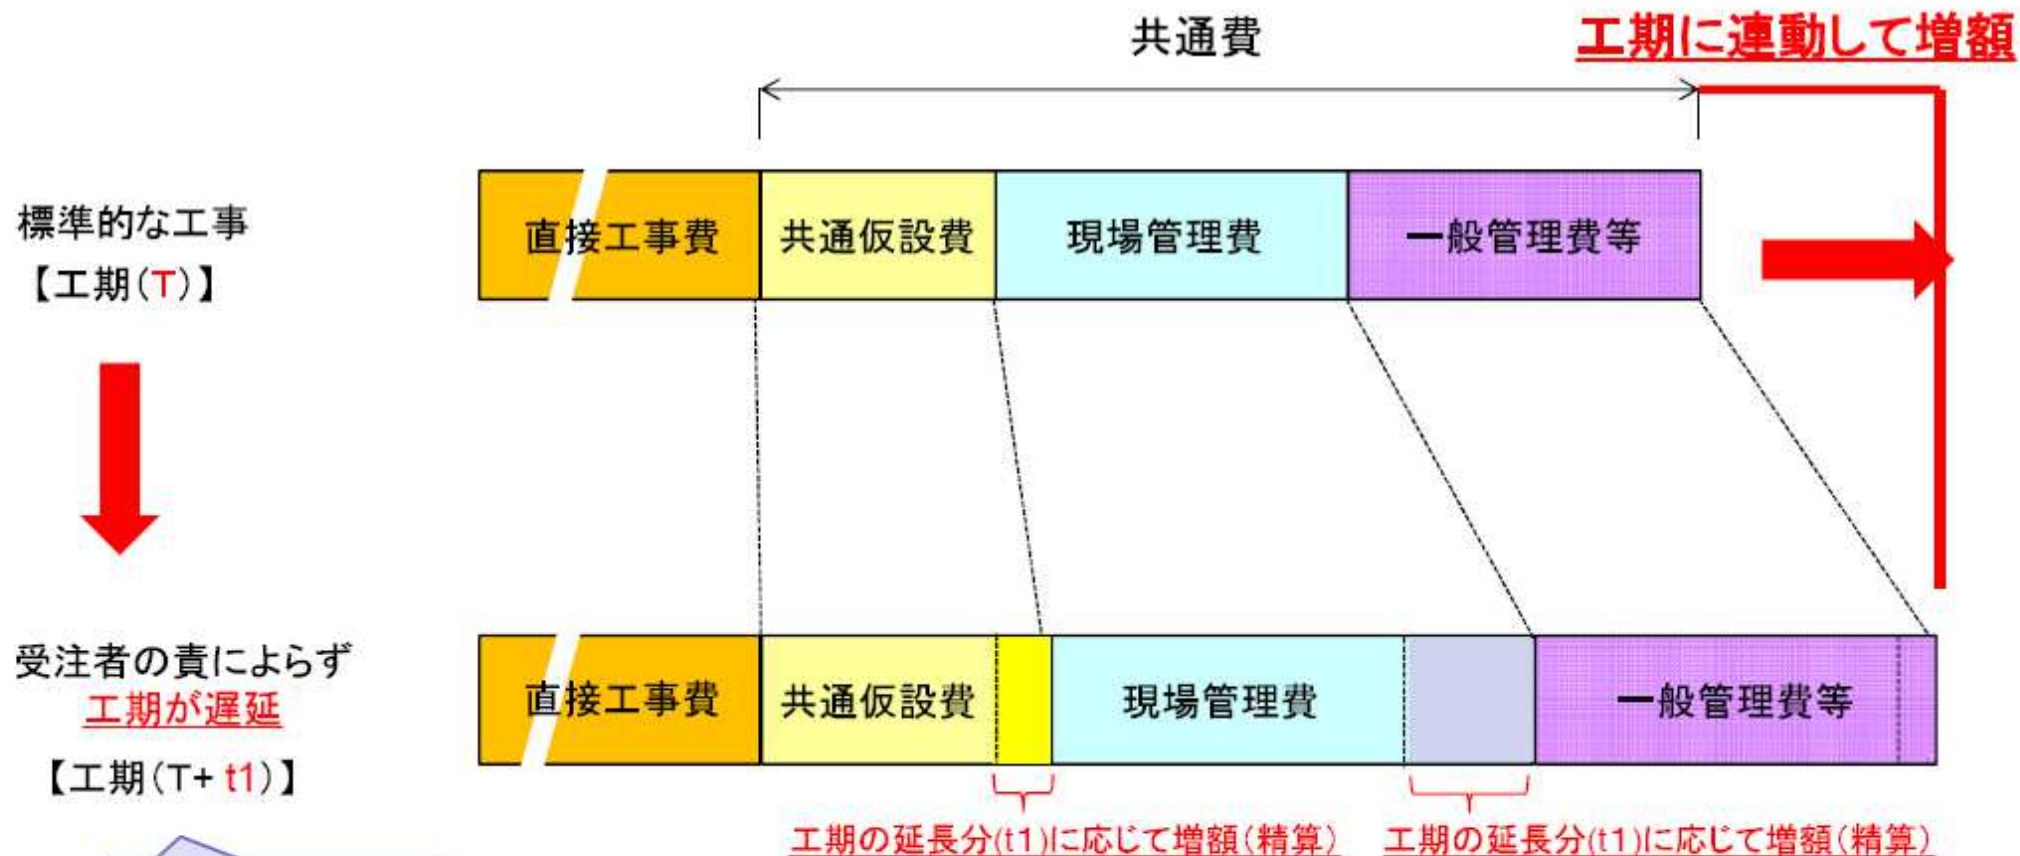 共通費
工期に連動して増額
標準的な工事
【工期(T)】
直接工事費
共通仮設費
現場管理費
一般管理費等
受注者の責によらず
工期が遅延
【工期(T+ t1)】
直接工事費
共通仮設費
現場管理費
一般管理費等
工期の延長分(t1)に応じて増額(精算)
工期の延長分(t1)に応じて増額(精算)